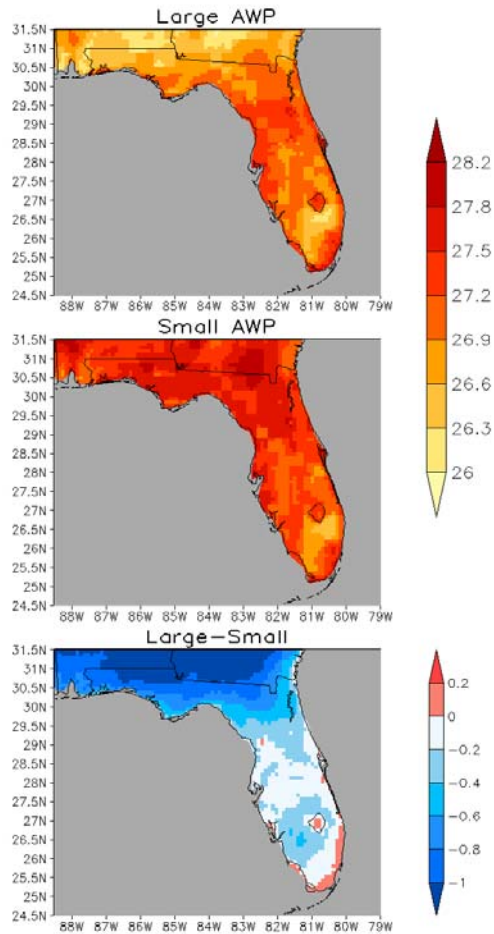 Large AWP
31.5N
31N
30.5N
30N
29.5N
29N
28.5N
28N
27.5N
27N
26.5N
26N
25.5N
25N
24.5N
88W 87W 86W 85W 84W 83W 82W 81W 80W 79W
Small AWP
31.5N
31N
30.5N
30N
29.5N
29N
28.5N
28N
27.5N
27N
26.5N
26N
25.5N
25N
24.5N
88W 87W 86W 85W 84W 83W 82W 81W 80W 79W
28.2
27.8
27.5
27.2
26.9
26.6
26.3
26
Large-Small
31.5N
31N
30.5N
30N
29.5N
29N
28.5N
28N
27.5N
27N
26.5N
26N
25.5N
25N
24.5N
88W 87W 86W 85W 84W 83W 82W 81W 80W 79W
0.2
0
-0.2
-0.4
-0.6
-0.8
-1